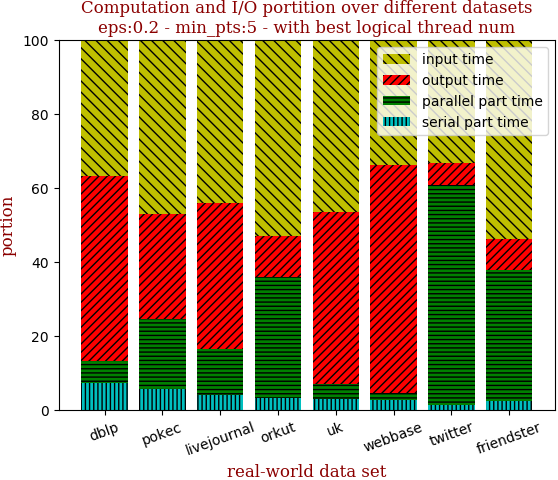 Computation and I/O portition over different datasets
eps:0.2 - min_pts:5 - with best logical thread num
input time
output time
parallel part time
serial part time
portion
100
80
60
40
20
0
dblp
pokec
livejournal
orkut
uk
webbase
twitter
friendster
real-world data set